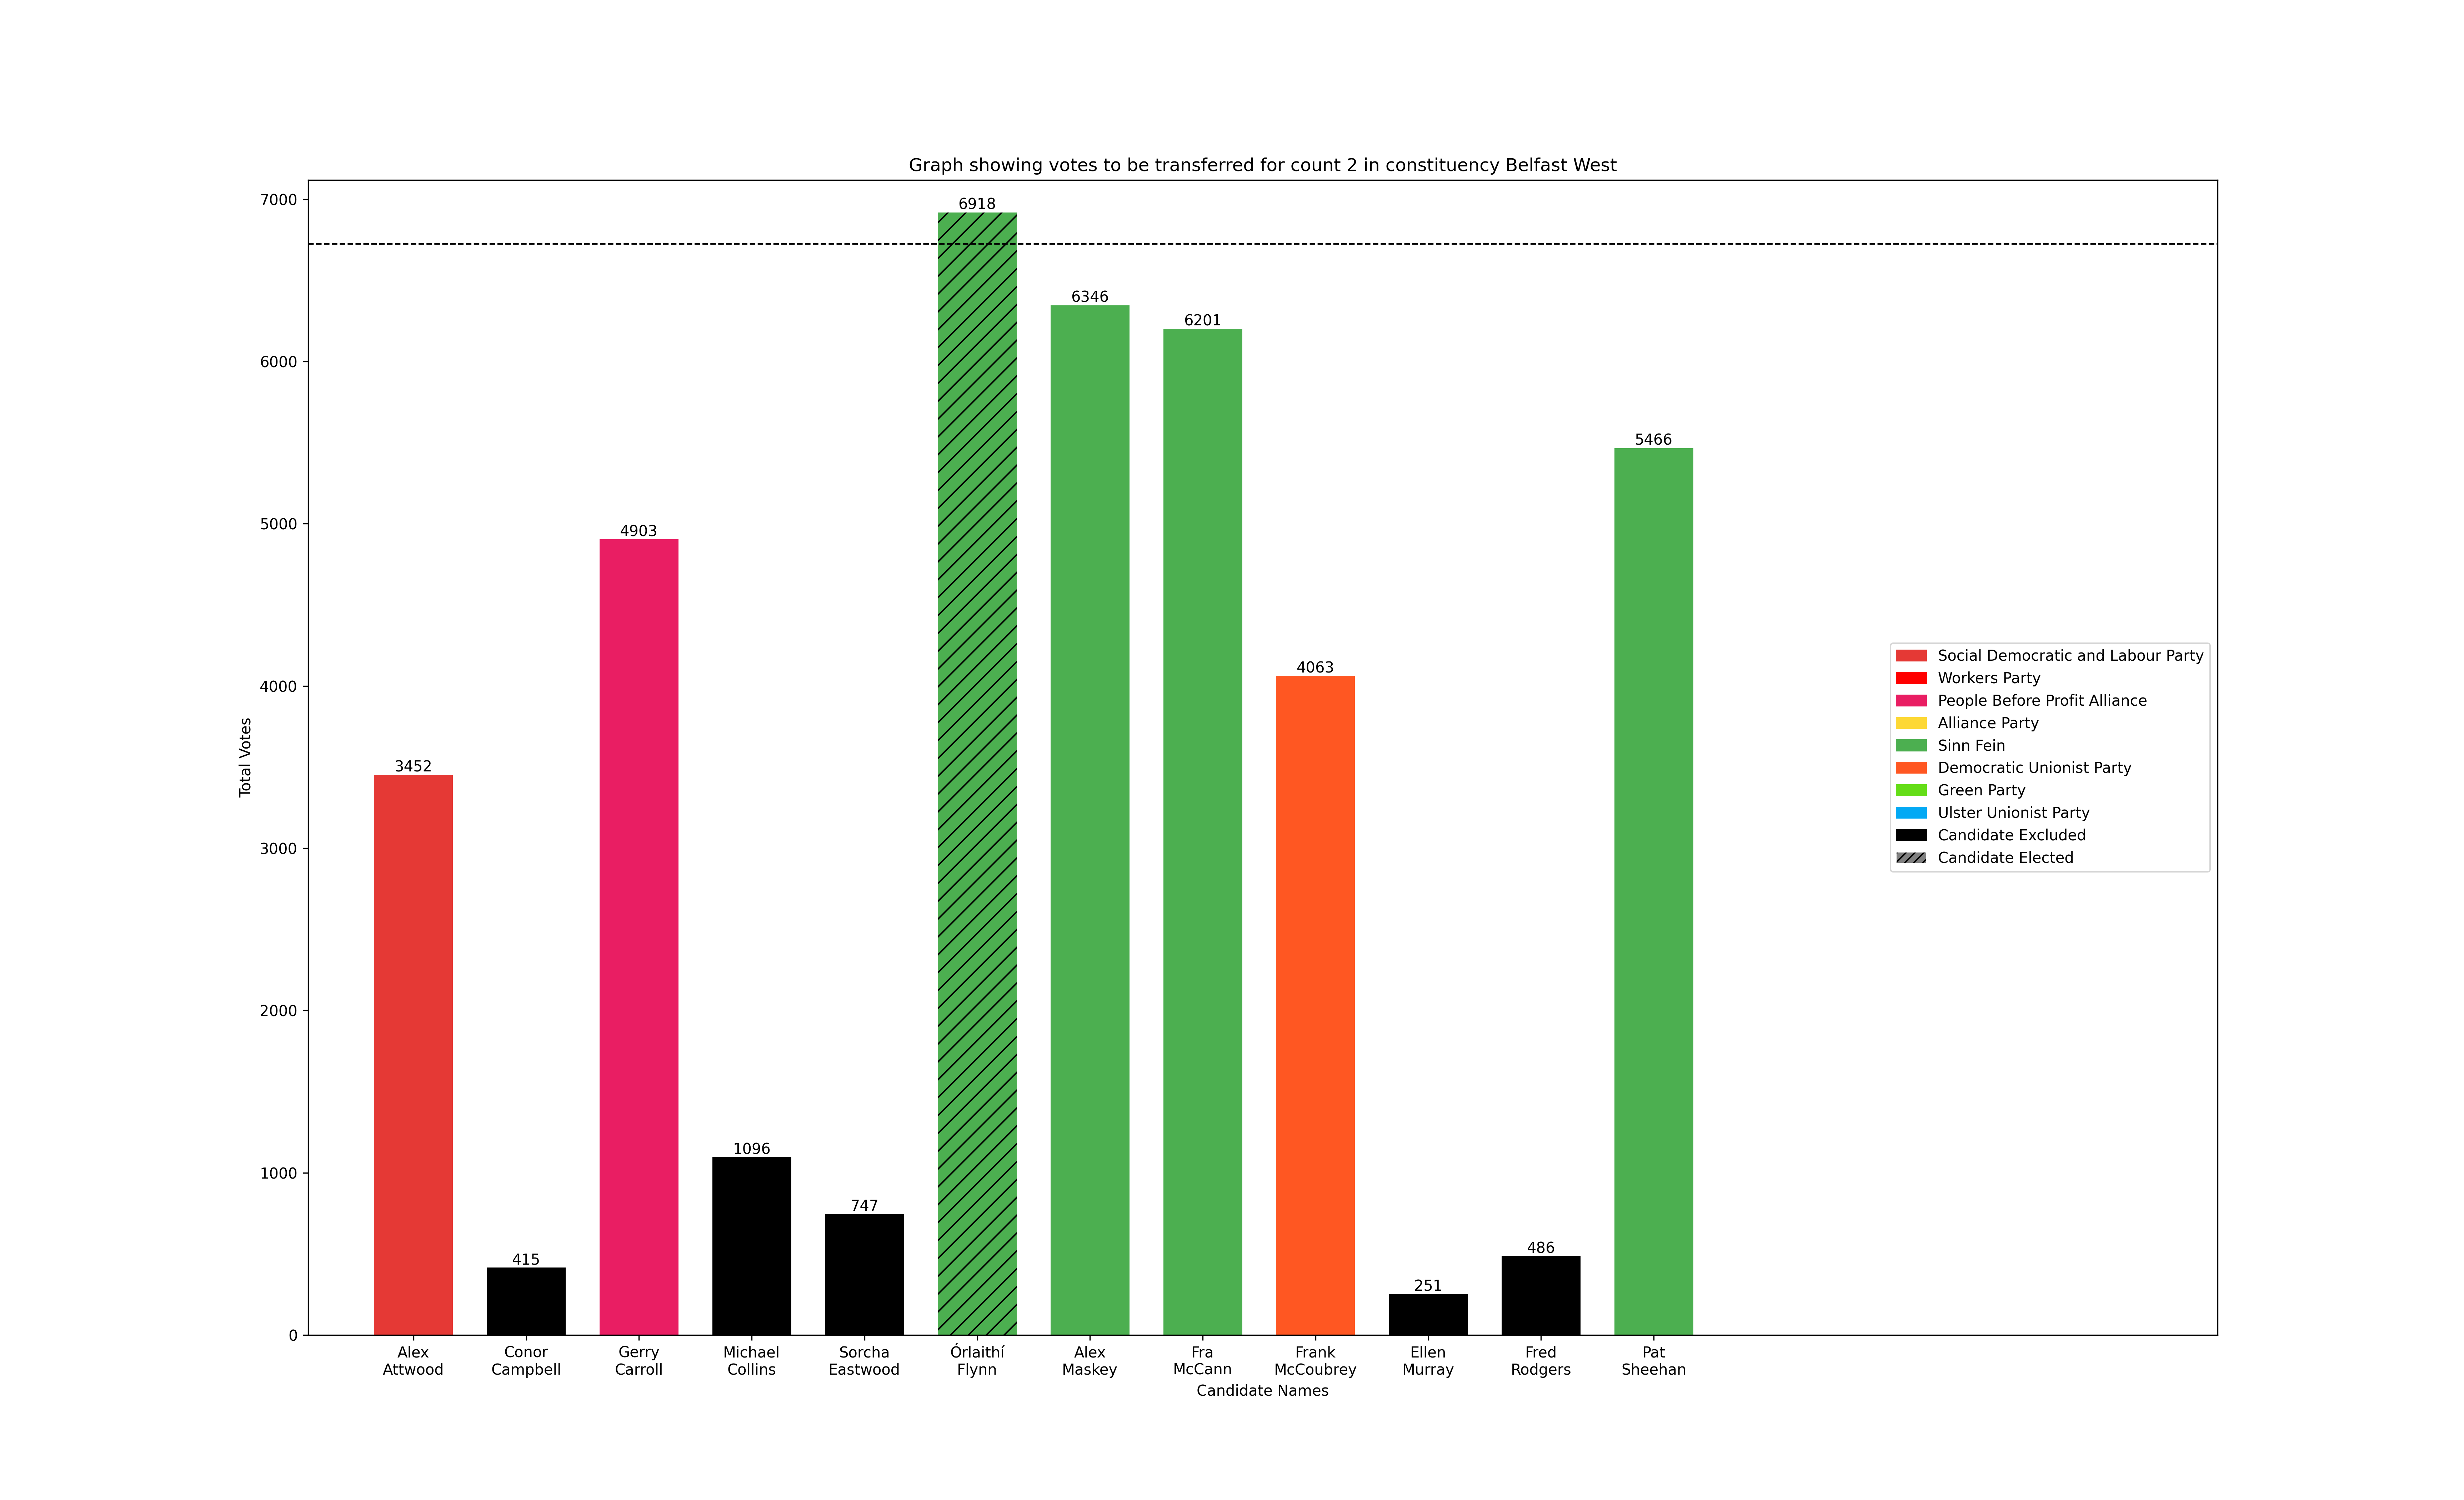 Graph showing votes to be transferred for count 2 in constituency Belfast West
7000
6000
5000
4000
3000
2000
1000
0
Total Votes
3452
415
4903
1096
747
6918
6346
6201
4063
251
486
5466
Alex
Attwood
Conor
Campbell
Gerry
Carroll
Michael
Collins
Sorcha
Eastwood
Órlaithí
Flynn
Alex
Maskey
Fra
McCann
Frank
McCoubrey
Ellen
Murray
Fred
Rodgers
Pat
Sheehan
Candidate Names
Social Democratic and Labour Party
Workers Party
People Before Profit Alliance
Alliance Party
Sinn Fein
Democratic Unionist Party
Green Party
Ulster Unionist Party
Candidate Excluded
Candidate Elected